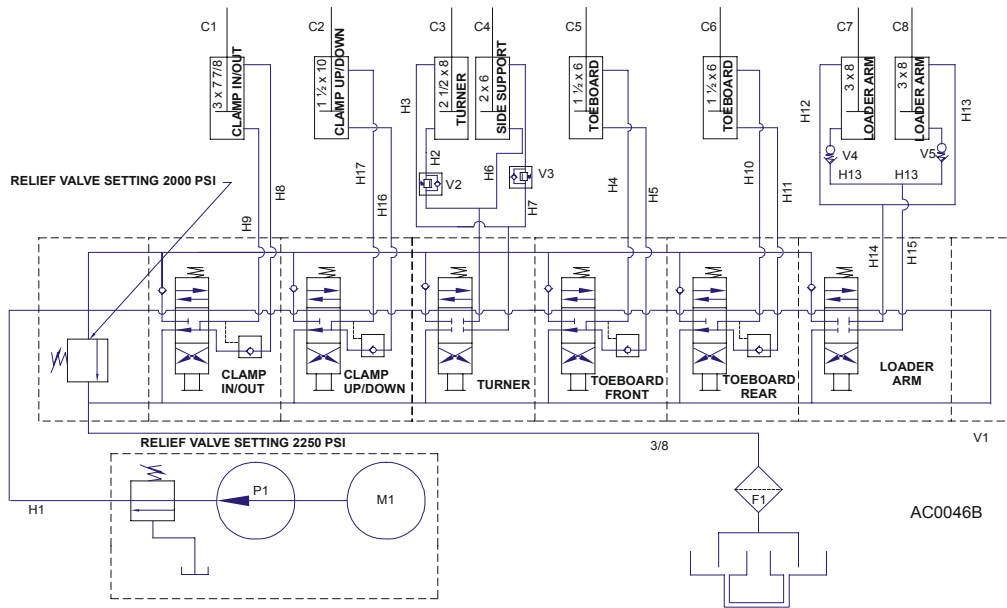 C1
C2
C3
C4
C5
C6
C7
C8
3 x 7 7/8
CLAMP IN/OUT
1 ½ x 10
CLAMP UP/DOWN
2 1/2 x 8
TURNER
2 x 6
SIDE SUPPORT
1 ½ x 6
TOEBOARD
1 ½ x 6
TOEBOARD
3 x 8
LOADER ARM
3 x 8
LOADER ARM
H3
H12
H13
H2
H6
V4
V5
H13
H13
H17
H8
H16
V2
V3
H4
H5
H10
H11
H9
H7
H14
H15
RELIEF VALVE SETTING 2000 PSI
CLAMP
IN/OUT
CLAMP
UP/DOWN
TURNER
TOEBOARD
FRONT
TOEBOARD
REAR
LOADER
ARM
V1
RELIEF VALVE SETTING 2250 PSI
3/8
H1
P1
M1
F1
AC0046B